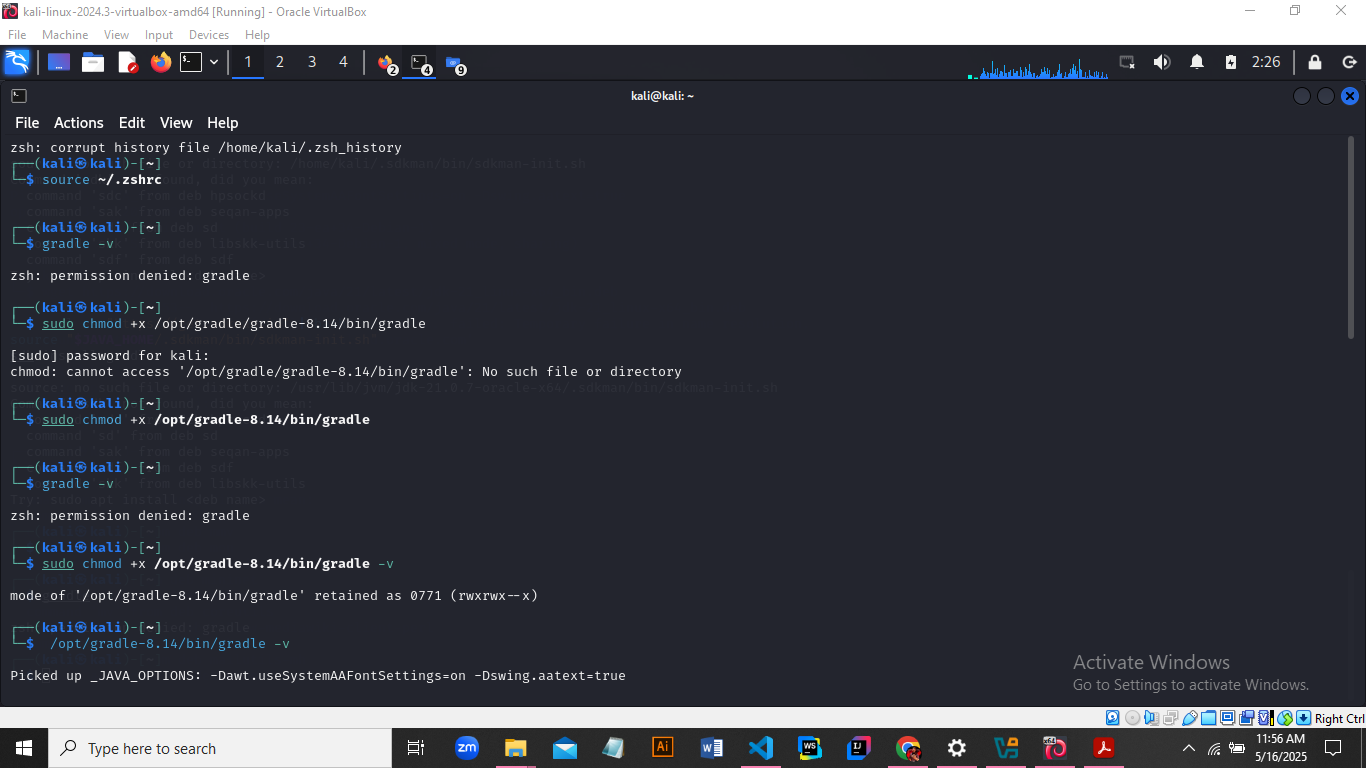 kali-linux-2024.3-virtualbox-amd64 [Running] - Oracle VirtualBox
File Machine View Input Devices Help
1 2 3 4 2 4 9 2:26
kali@kali: ~
File Actions Edit View Help
zsh: corrupt history file /home/kali/.zsh_history
┌──(kali㉿kali)-[~]
└─$ source ~/.zshrc
┌──(kali㉿kali)-[~]
└─$ gradle -v
zsh: permission denied: gradle
┌──(kali㉿kali)-[~]
└─$ sudo chmod +x /opt/gradle/gradle-8.14/bin/gradle
[sudo] password for kali:
chmod: cannot access '/opt/gradle/gradle-8.14/bin/gradle': No such file or directory
┌──(kali㉿kali)-[~]
└─$ sudo chmod +x /opt/gradle-8.14/bin/gradle
┌──(kali㉿kali)-[~]
└─$ gradle -v
zsh: permission denied: gradle
┌──(kali㉿kali)-[~]
└─$ sudo chmod +x /opt/gradle-8.14/bin/gradle -v
mode of '/opt/gradle-8.14/bin/gradle' retained as 0771 (rwxrwx--x)
┌──(kali㉿kali)-[~]
└─$ /opt/gradle-8.14/bin/gradle -v
Picked up _JAVA_OPTIONS: -Dawt.useSystemAAFontSettings=on -Dswing.aatext=true
Activate Windows
Go to Settings to activate Windows.
Right Ctrl
Type here to search
zm
Ai
W
WS
IJ
11:56 AM
5/16/2025